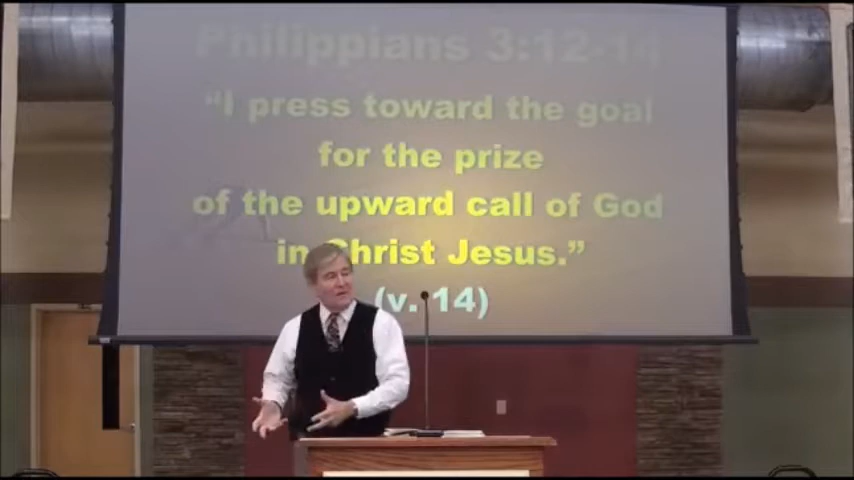 Philippians 3:12-14
“I press toward the goal
for the prize
of the upward call of God
in Christ Jesus.”
(v. 14)